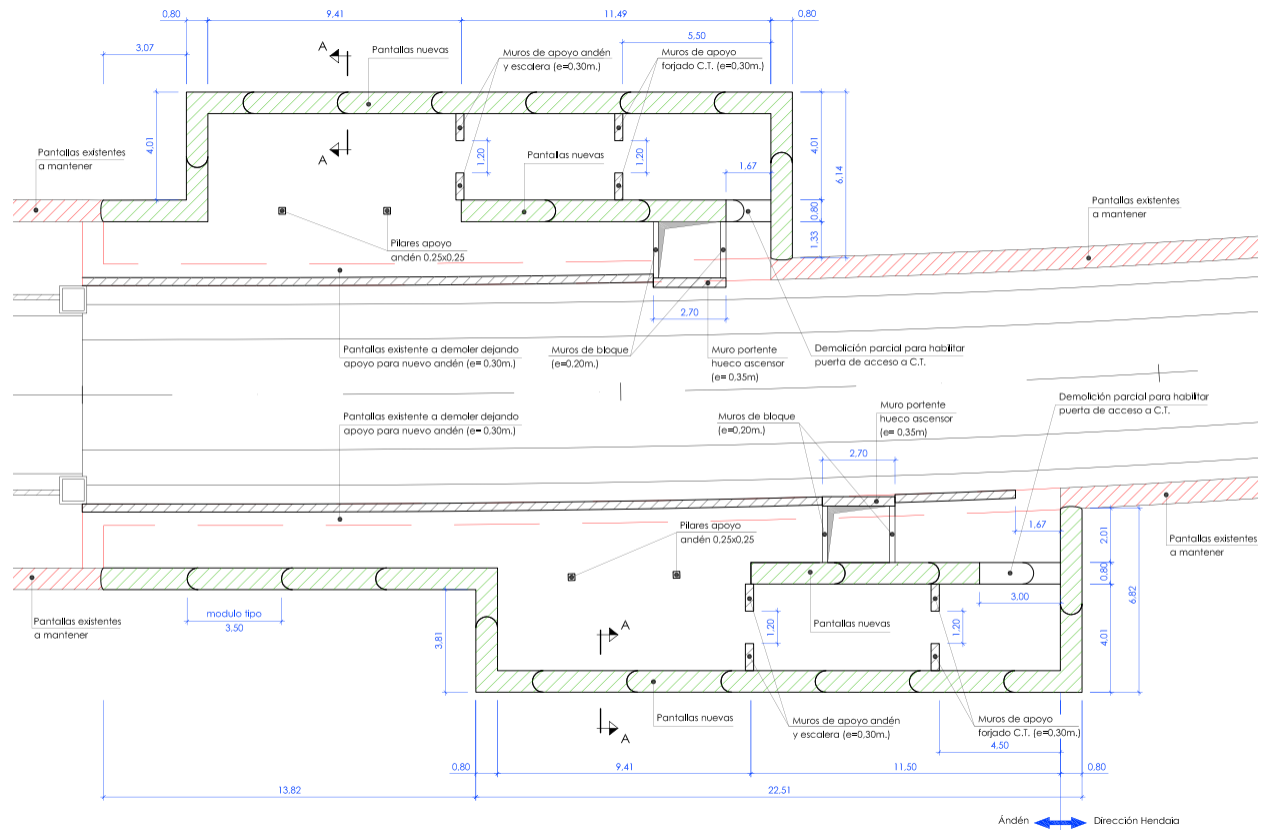 0,80
9,41
11,49
0,80
3,07
5,50
A
Pantallas nuevas
Muros de apoyo andén
y escalera (e=0,30m.)
Muros de apoyo
forjado C.T. (e=0,30m.)
4,01
A
1,20
Pantallas nuevas
1,20
1,67
4,01
6,14
0,80
1,33
Pantallas existentes
a mantener
Pantallas existentes
a mantener
Pilares apoyo
andén 0,25x0,25
2,70
Pantallas existente a demoler dejando
apoyo para nuevo andén (e= 0,30m.)
Muros de bloque
(e=0,20m.)
Muro portente
hueco ascensor
(e= 0,35m)
Demolición parcial para habilitar
puerta de acceso a C.T.
Pantallas existente a demoler dejando
apoyo para nuevo andén (e= 0,30m.)
Muros de bloque
(e=0,20m.)
Muro portente
hueco ascensor
(e= 0,35m)
Demolición parcial para habilitar
puerta de acceso a C.T.
2,70
Pilares apoyo
andén 0,25x0,25
1,67
2,01
0,80
6,82
4,01
Pantallas existentes
a mantener
Pantallas existentes
a mantener
modulo tipo
3,50
3,81
3,00
A
1,20
Pantallas nuevas
1,20
A
Pantallas nuevas
Muros de apoyo andén
y escalera (e=0,30m.)
Muros de apoyo
forjado C.T. (e=0,30m.)
4,50
0,80
9,41
11,50
0,80
13,82
22,51
Ándén
Dirección Hendaia